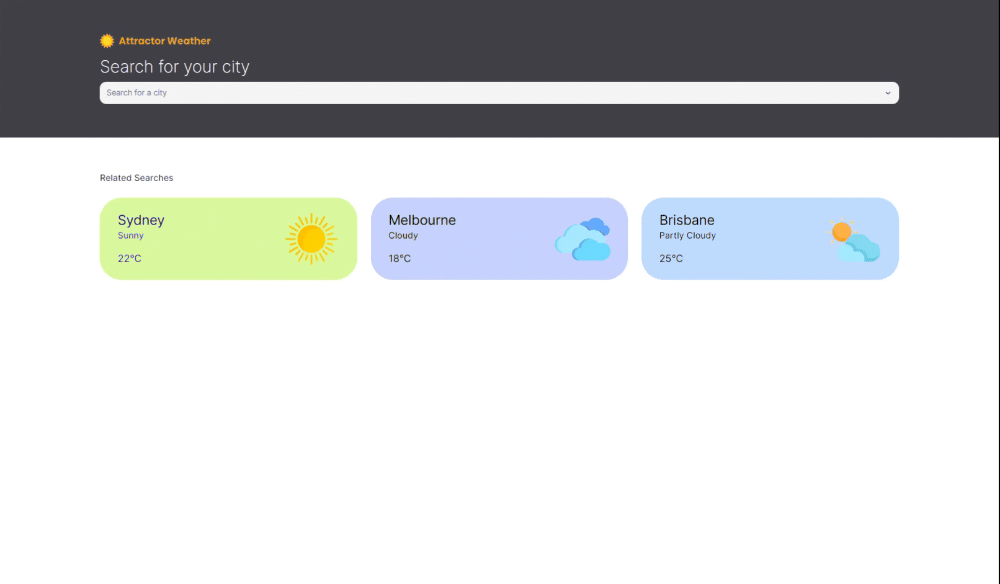 Attractor Weather
Search for your city
Search for a city
Related Searches
Sydney
Sunny
22°C
Melbourne
Cloudy
18°C
Brisbane
Partly Cloudy
25°C